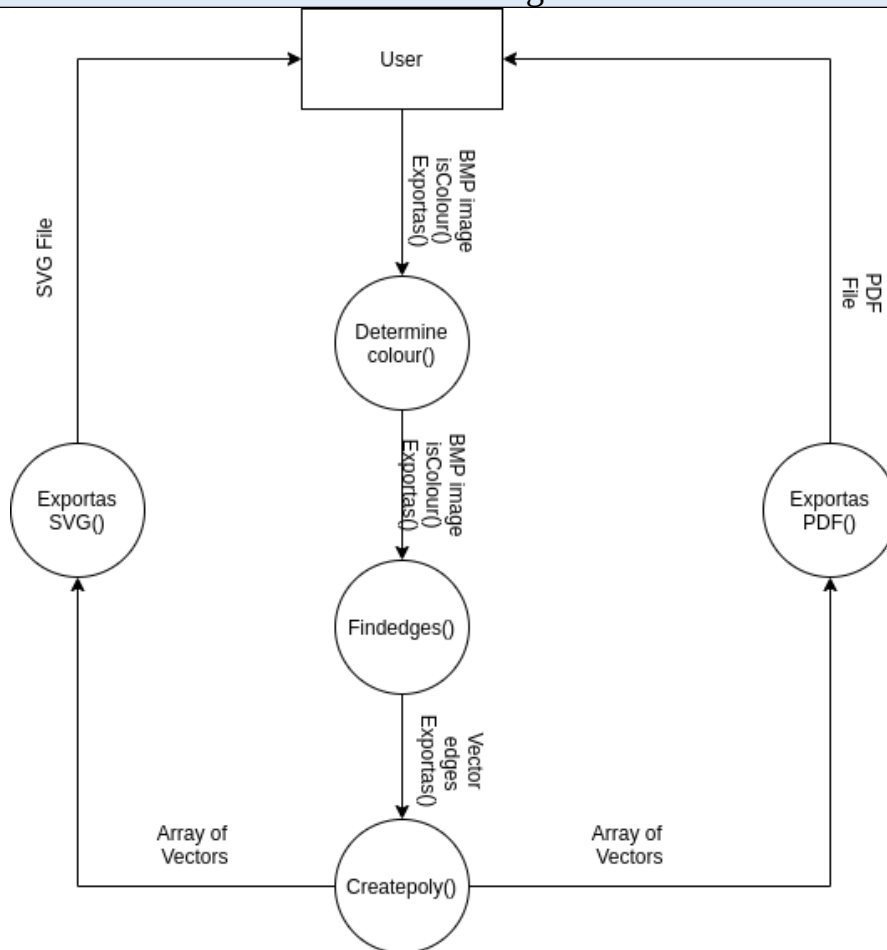 User
BMP image
isColour()
Exportas()
SVG File
PDF
File
Determine
colour()
BMP image
isColour()
Exportas()
Exportas
SVG()
Exportas
PDF()
Findedges()
Vector
edges
Exportas()
Array of
Vectors
Array of
Vectors
Createpoly()